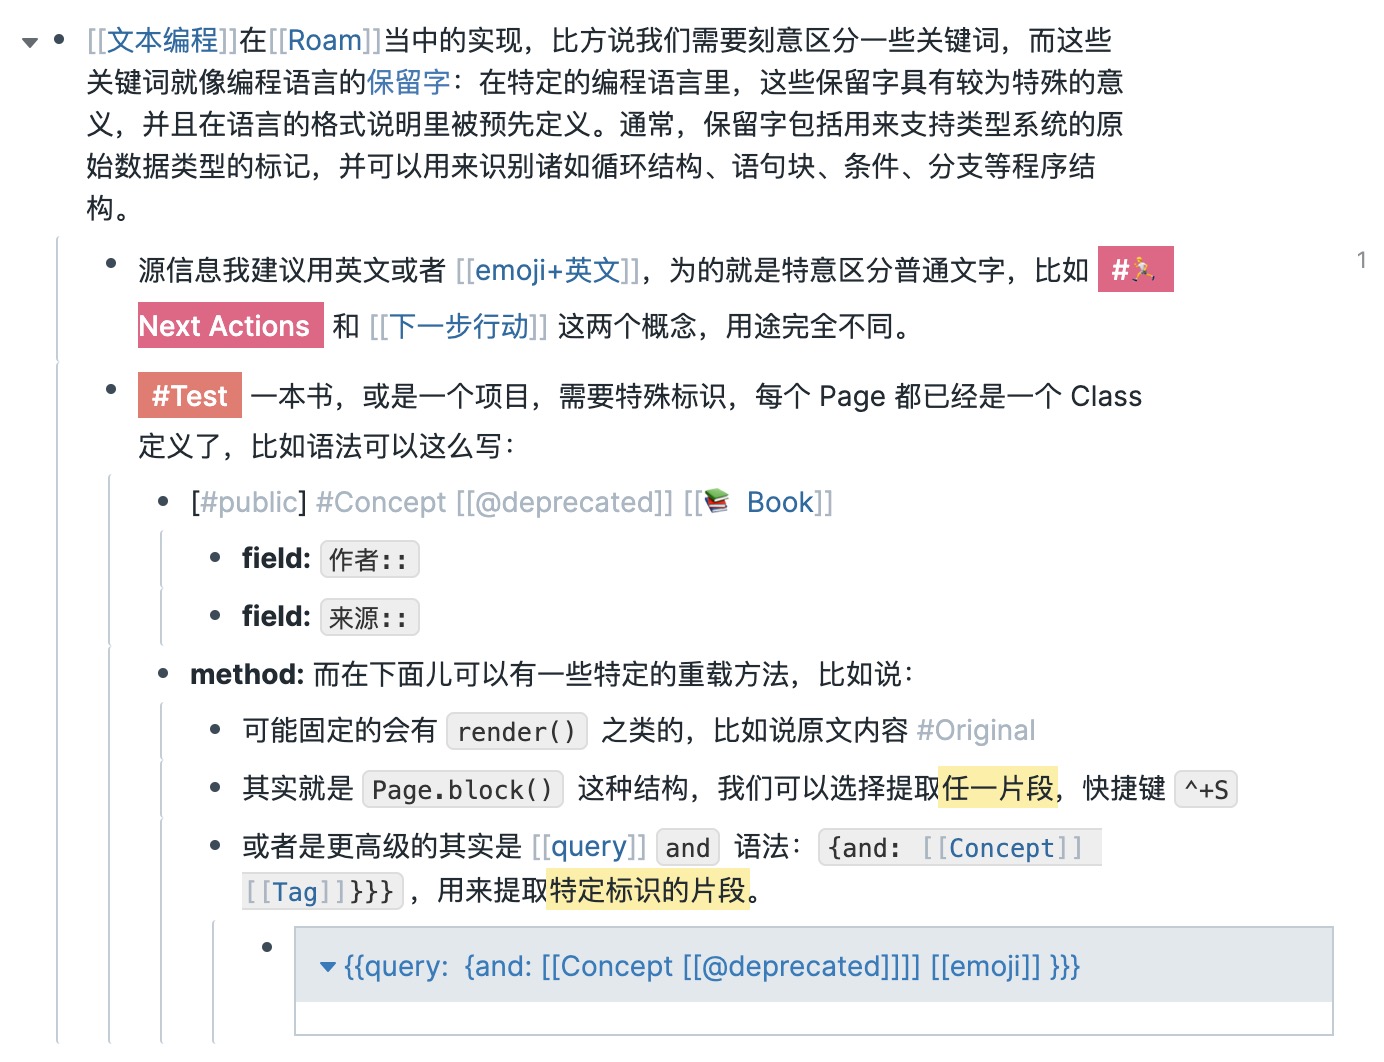 [[文本编程]]在[[Roam]]当中的实现，比方说我们需要刻意区分一些关键词，而这些
关键词就像编程语言的保留字：在特定的编程语言里，这些保留字具有较为特殊的意
义，并且在语言的格式说明里被预先定义。通常，保留字包括用来支持类型系统的原
始数据类型的标记，并可以用来识别诸如循环结构、语句块、条件、分支等程序结
构。
源信息我建议用英文或者 [[emoji+英文]]，为的就是特意区分普通文字，比如 #🏃
1
Next Actions 和 [[下一步行动]] 这两个概念，用途完全不同。
#Test 一本书，或是一个项目，需要特殊标识，每个 Page 都已经是一个 Class
定义了，比如语法可以这么写：
[#public] #Concept [[@deprecated]] [[📚 Book]]
field: 作者::
field: 来源::
method: 而在下面儿可以有一些特定的重载方法，比如说：
可能固定的会有 render() 之类的，比如说原文内容 #Original
其实就是 Page.block() 这种结构，我们可以选择提取任一片段，快捷键 ^+S
或者是更高级的其实是 [[query]] and 语法： {and: [[Concept]]
[[Tag]]}}} ，用来提取特定标识的片段。
{{query: {and: [[Concept [[@deprecated]]]] [[emoji]] }}}